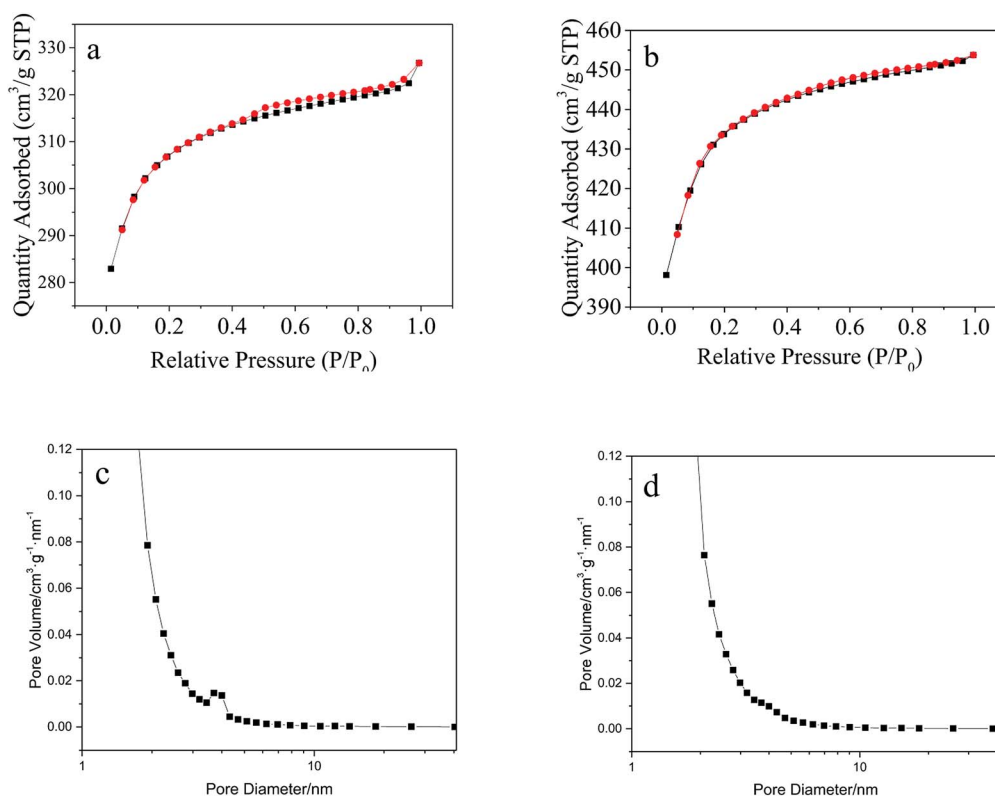 a
Quantity Adsorbed (cm³/g STP)
330
320
310
300
290
280
0.0 0.2 0.4 0.6 0.8 1.0
Relative Pressure (P/P₀)
b
Quantity Adsorbed (cm³/g STP)
460
450
440
430
420
410
400
390
0.0 0.2 0.4 0.6 0.8 1.0
Relative Pressure (P/P₀)
c
Pore Volume/cm³·g⁻¹·nm⁻¹
0.12
0.10
0.08
0.06
0.04
0.02
0.00
1 10
Pore Diameter/nm
d
Pore Volume/cm³·g⁻¹·nm⁻¹
0.12
0.10
0.08
0.06
0.04
0.02
0.00
1 10
Pore Diameter/nm